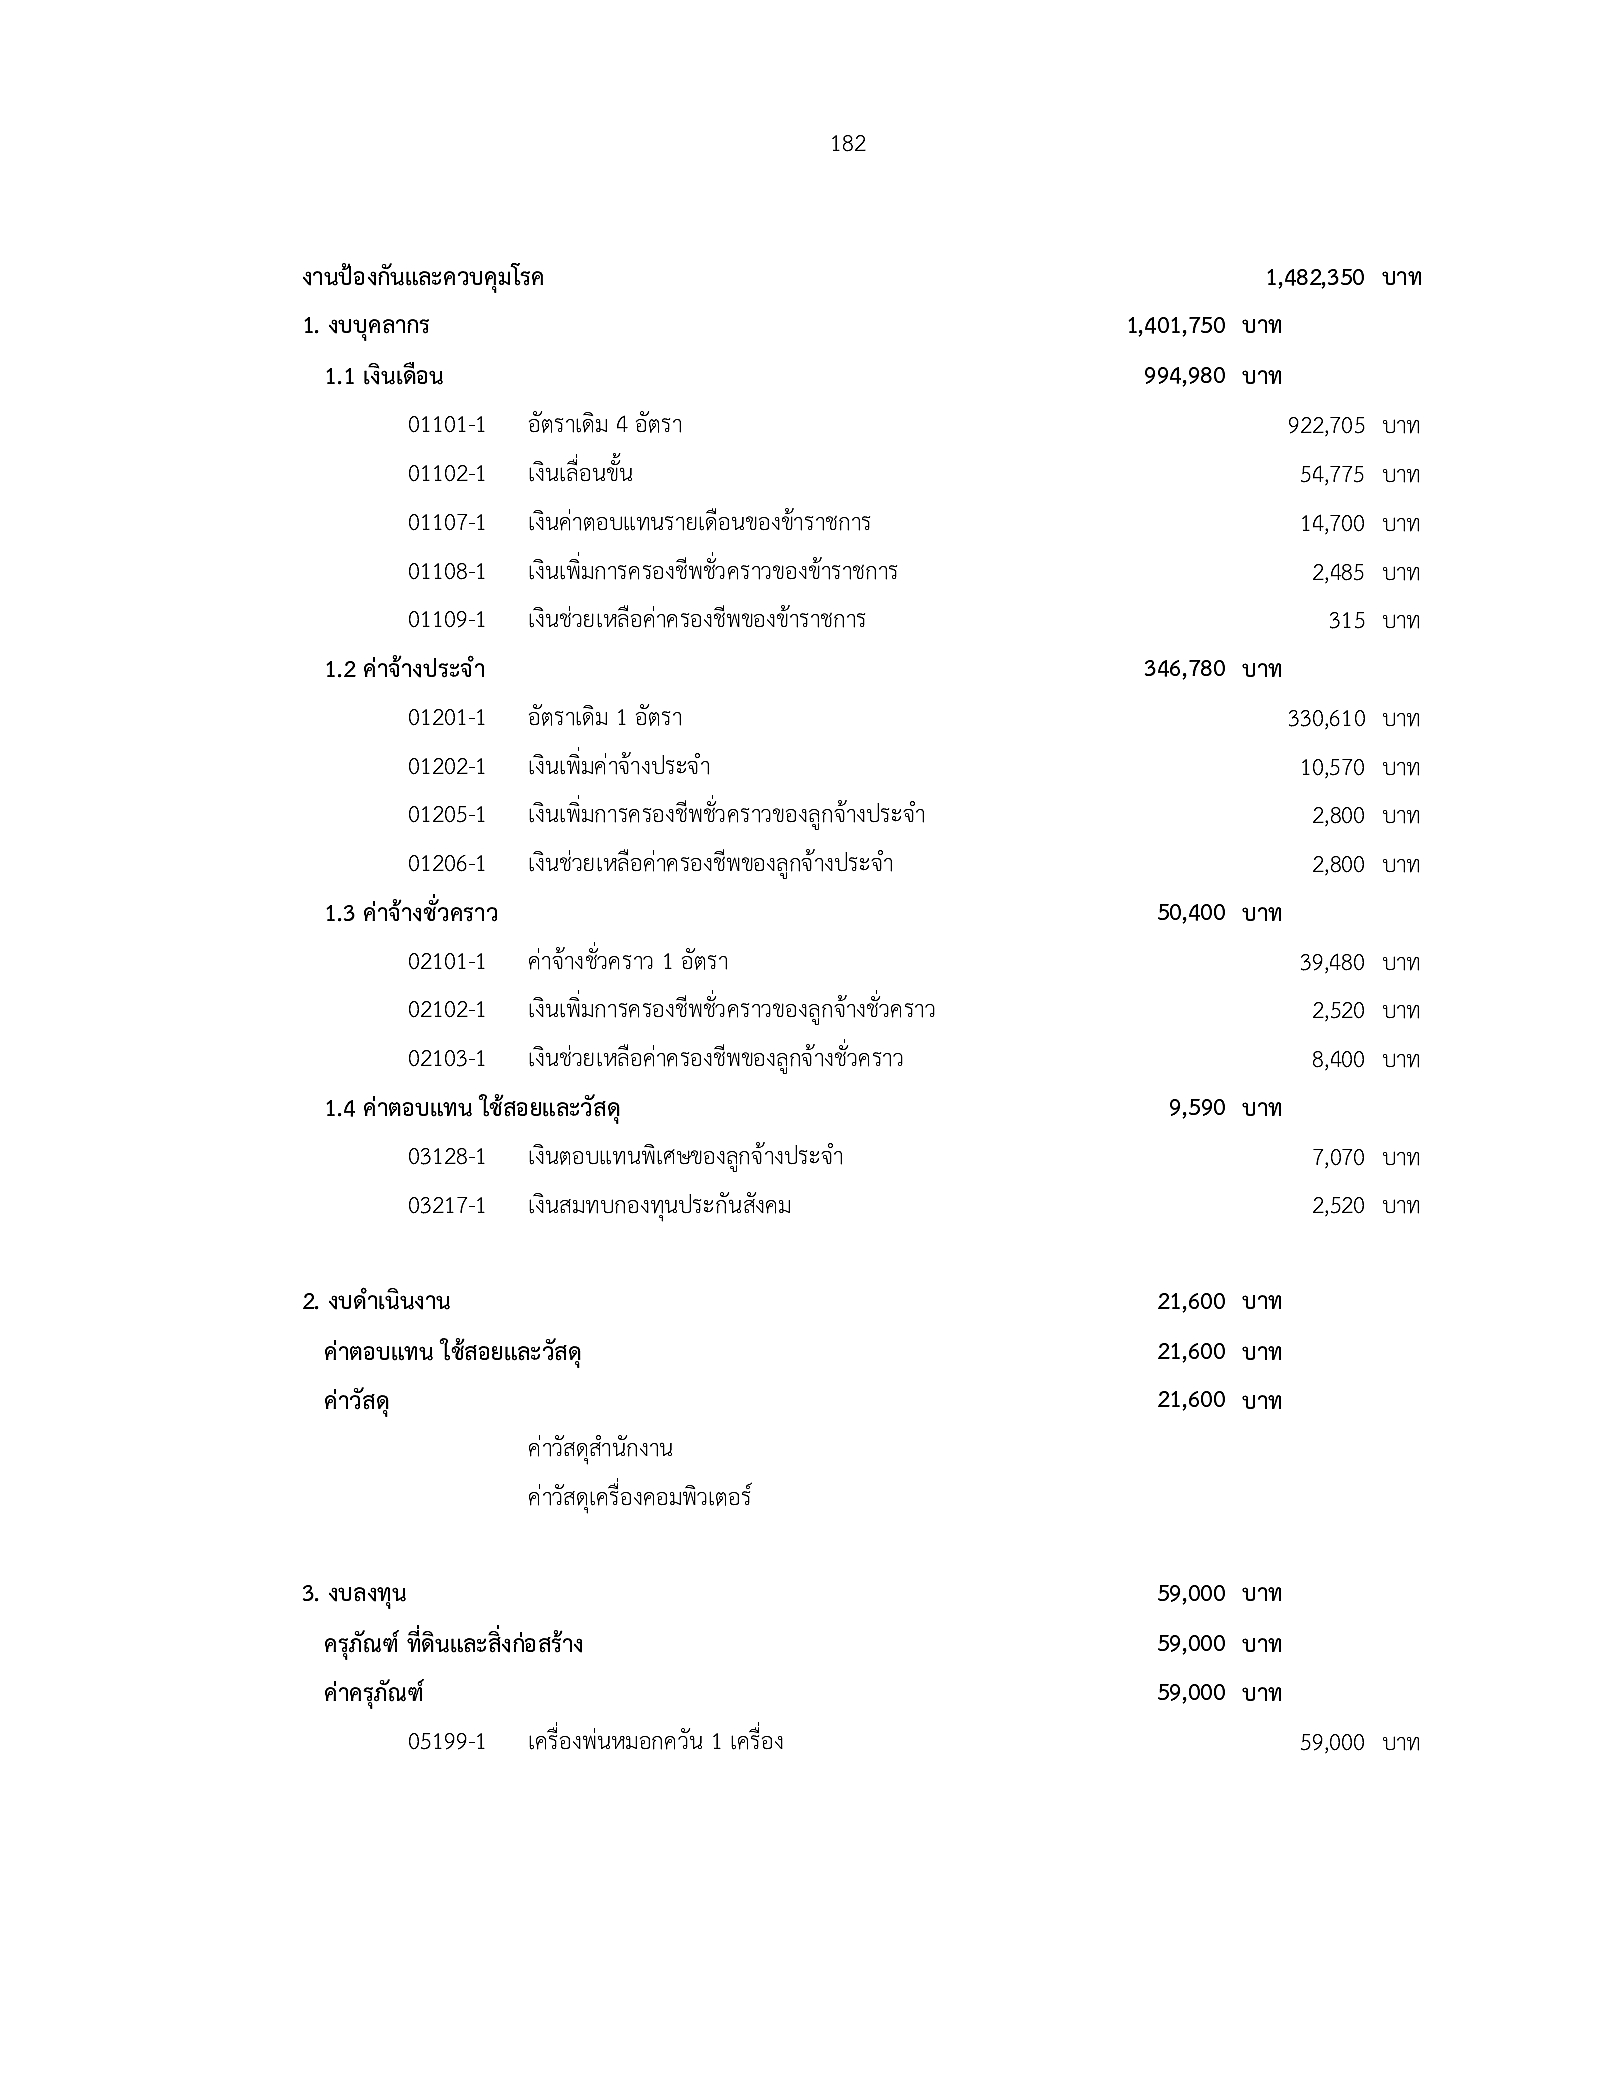 182
งานป้องกันและควบคุมโรค 1,482,350 บาท
1. งบบุคลากร 1,401,750 บาท
1.1 เงินเดือน 994,980 บาท
01101-1 อัตราเดิม 4 อัตรา 922,705 บาท
01102-1 เงินเลื่อนขั้น 54,775 บาท
01107-1 เงินค่าตอบแทนรายเดือนของข้าราชการ 14,700 บาท
01108-1 เงินเพิ่มการครองชีพชั่วคราวของข้าราชการ 2,485 บาท
01109-1 เงินช่วยเหลือค่าครองชีพของข้าราชการ 315 บาท
1.2 ค่าจ้างประจำ 346,780 บาท
01201-1 อัตราเดิม 1 อัตรา 330,610 บาท
01202-1 เงินเพิ่มค่าจ้างประจำ 10,570 บาท
01205-1 เงินเพิ่มการครองชีพชั่วคราวของลูกจ้างประจำ 2,800 บาท
01206-1 เงินช่วยเหลือค่าครองชีพของลูกจ้างประจำ 2,800 บาท
1.3 ค่าจ้างชั่วคราว 50,400 บาท
02101-1 ค่าจ้างชั่วคราว 1 อัตรา 39,480 บาท
02102-1 เงินเพิ่มการครองชีพชั่วคราวของลูกจ้างชั่วคราว 2,520 บาท
02103-1 เงินช่วยเหลือค่าครองชีพของลูกจ้างชั่วคราว 8,400 บาท
1.4 ค่าตอบแทน ใช้สอยและวัสดุ 9,590 บาท
03128-1 เงินตอบแทนพิเศษของลูกจ้างประจำ 7,070 บาท
03217-1 เงินสมทบกองทุนประกันสังคม 2,520 บาท
2. งบดำเนินงาน 21,600 บาท
ค่าตอบแทน ใช้สอยและวัสดุ 21,600 บาท
ค่าวัสดุ 21,600 บาท
ค่าวัสดุสำนักงาน
ค่าวัสดุเครื่องคอมพิวเตอร์
3. งบลงทุน 59,000 บาท
ครุภัณฑ์ ที่ดินและสิ่งก่อสร้าง 59,000 บาท
ค่าครุภัณฑ์ 59,000 บาท
05199-1 เครื่องพ่นหมอกควัน 1 เครื่อง 59,000 บาท